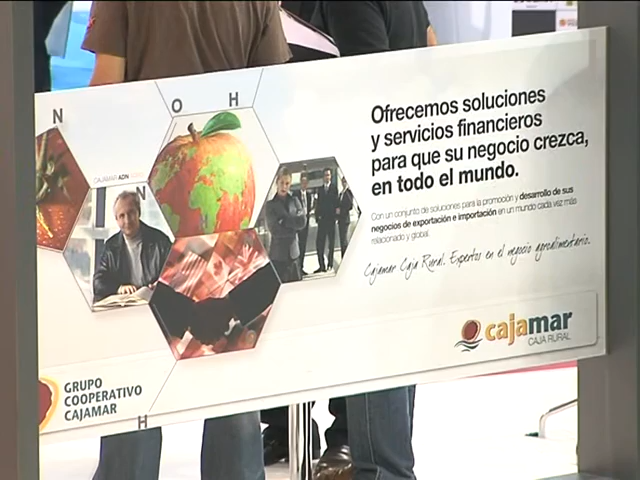 N
O
H
CAJAMAR ADN
N
Ofrecemos soluciones
y servicios financieros
para que su negocio crezca,
en todo el mundo.
Con un conjunto de soluciones para la promoción y desarrollo de sus
negocios de exportación e importación en un mundo cada vez más
relacionado y global.
Cajamar Caja Rural. Expertos en el negocio agroalimentario.
cajamar
CAJA RURAL
GRUPO
COOPERATIVO
CAJAMAR
H